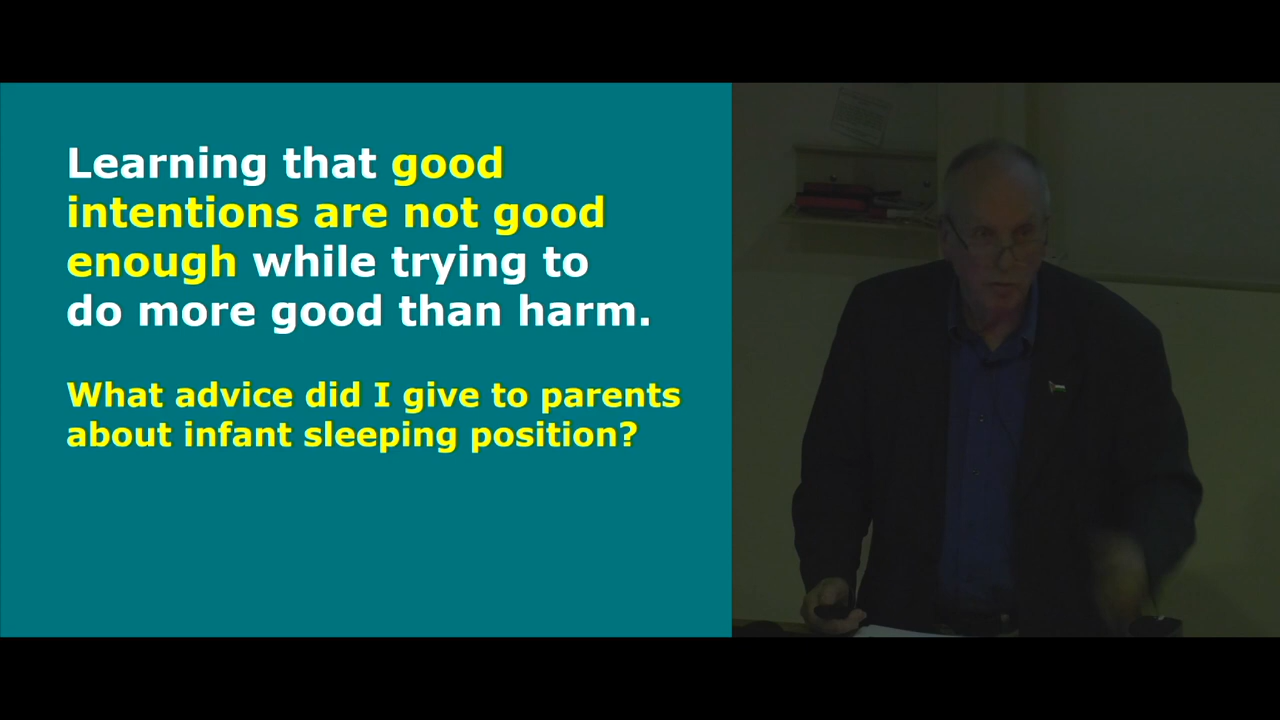 Learning that good
intentions are not good
enough while trying to
do more good than harm.
What advice did I give to parents
about infant sleeping position?